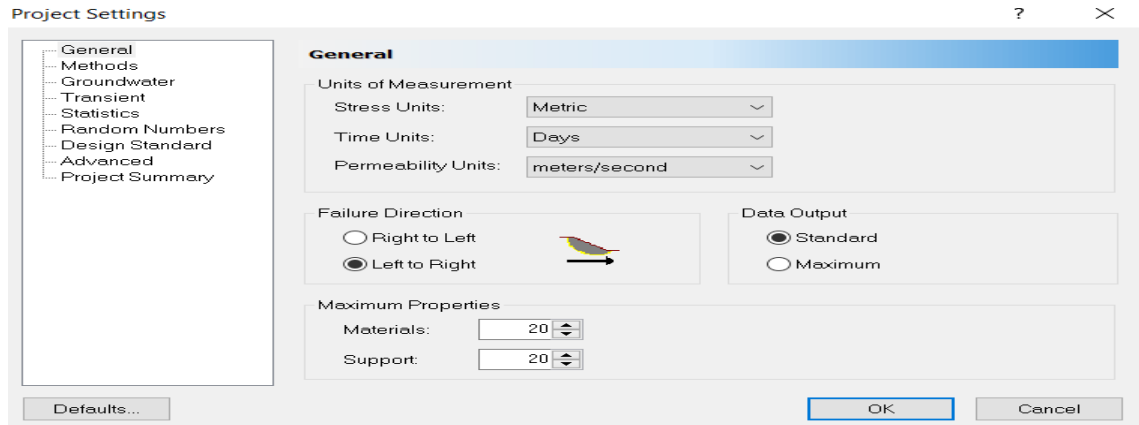 Project Settings ?
General
Methods
Groundwater
Transient
Statistics
Random Numbers
Design Standard
Advanced
Project Summary
General
Units of Measurement
Stress Units: Metric
Time Units: Days
Permeability Units: meters/second
Failure Direction
Right to Left
Left to Right
Data Output
Standard
Maximum
Maximum Properties
Materials: 20
Support: 20
Defaults... OK Cancel